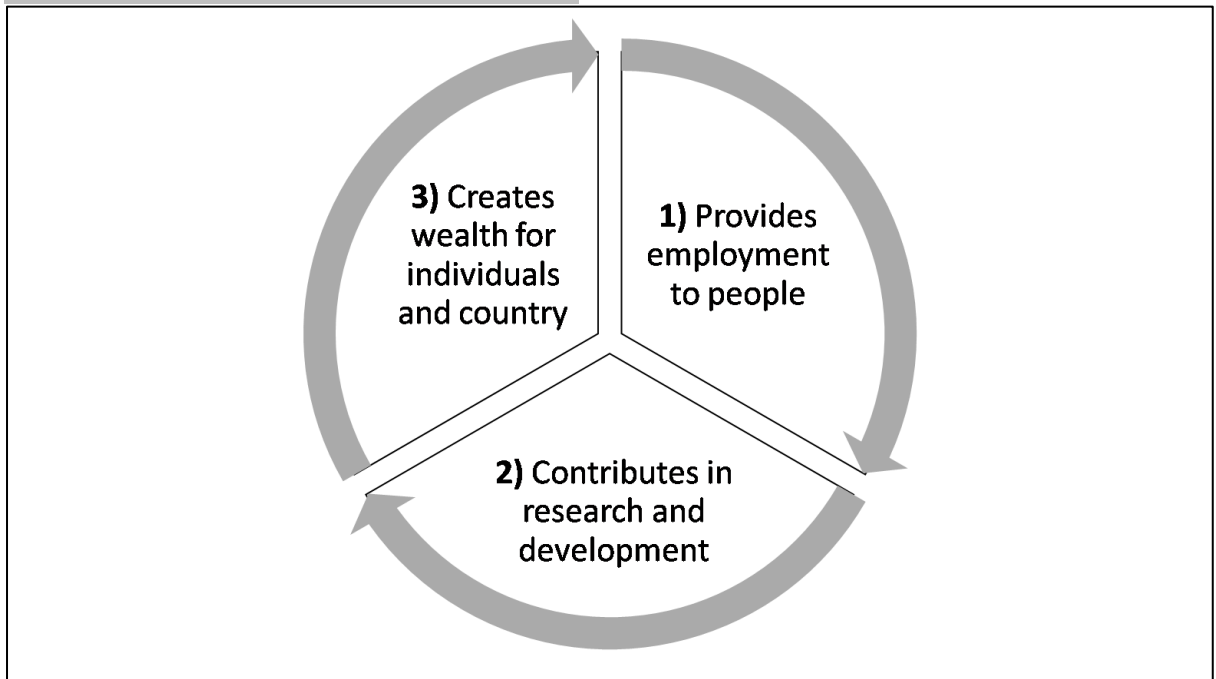 1) Provides
employment
to people
2) Contributes in
research and
development
3) Creates
wealth for
individuals
and country